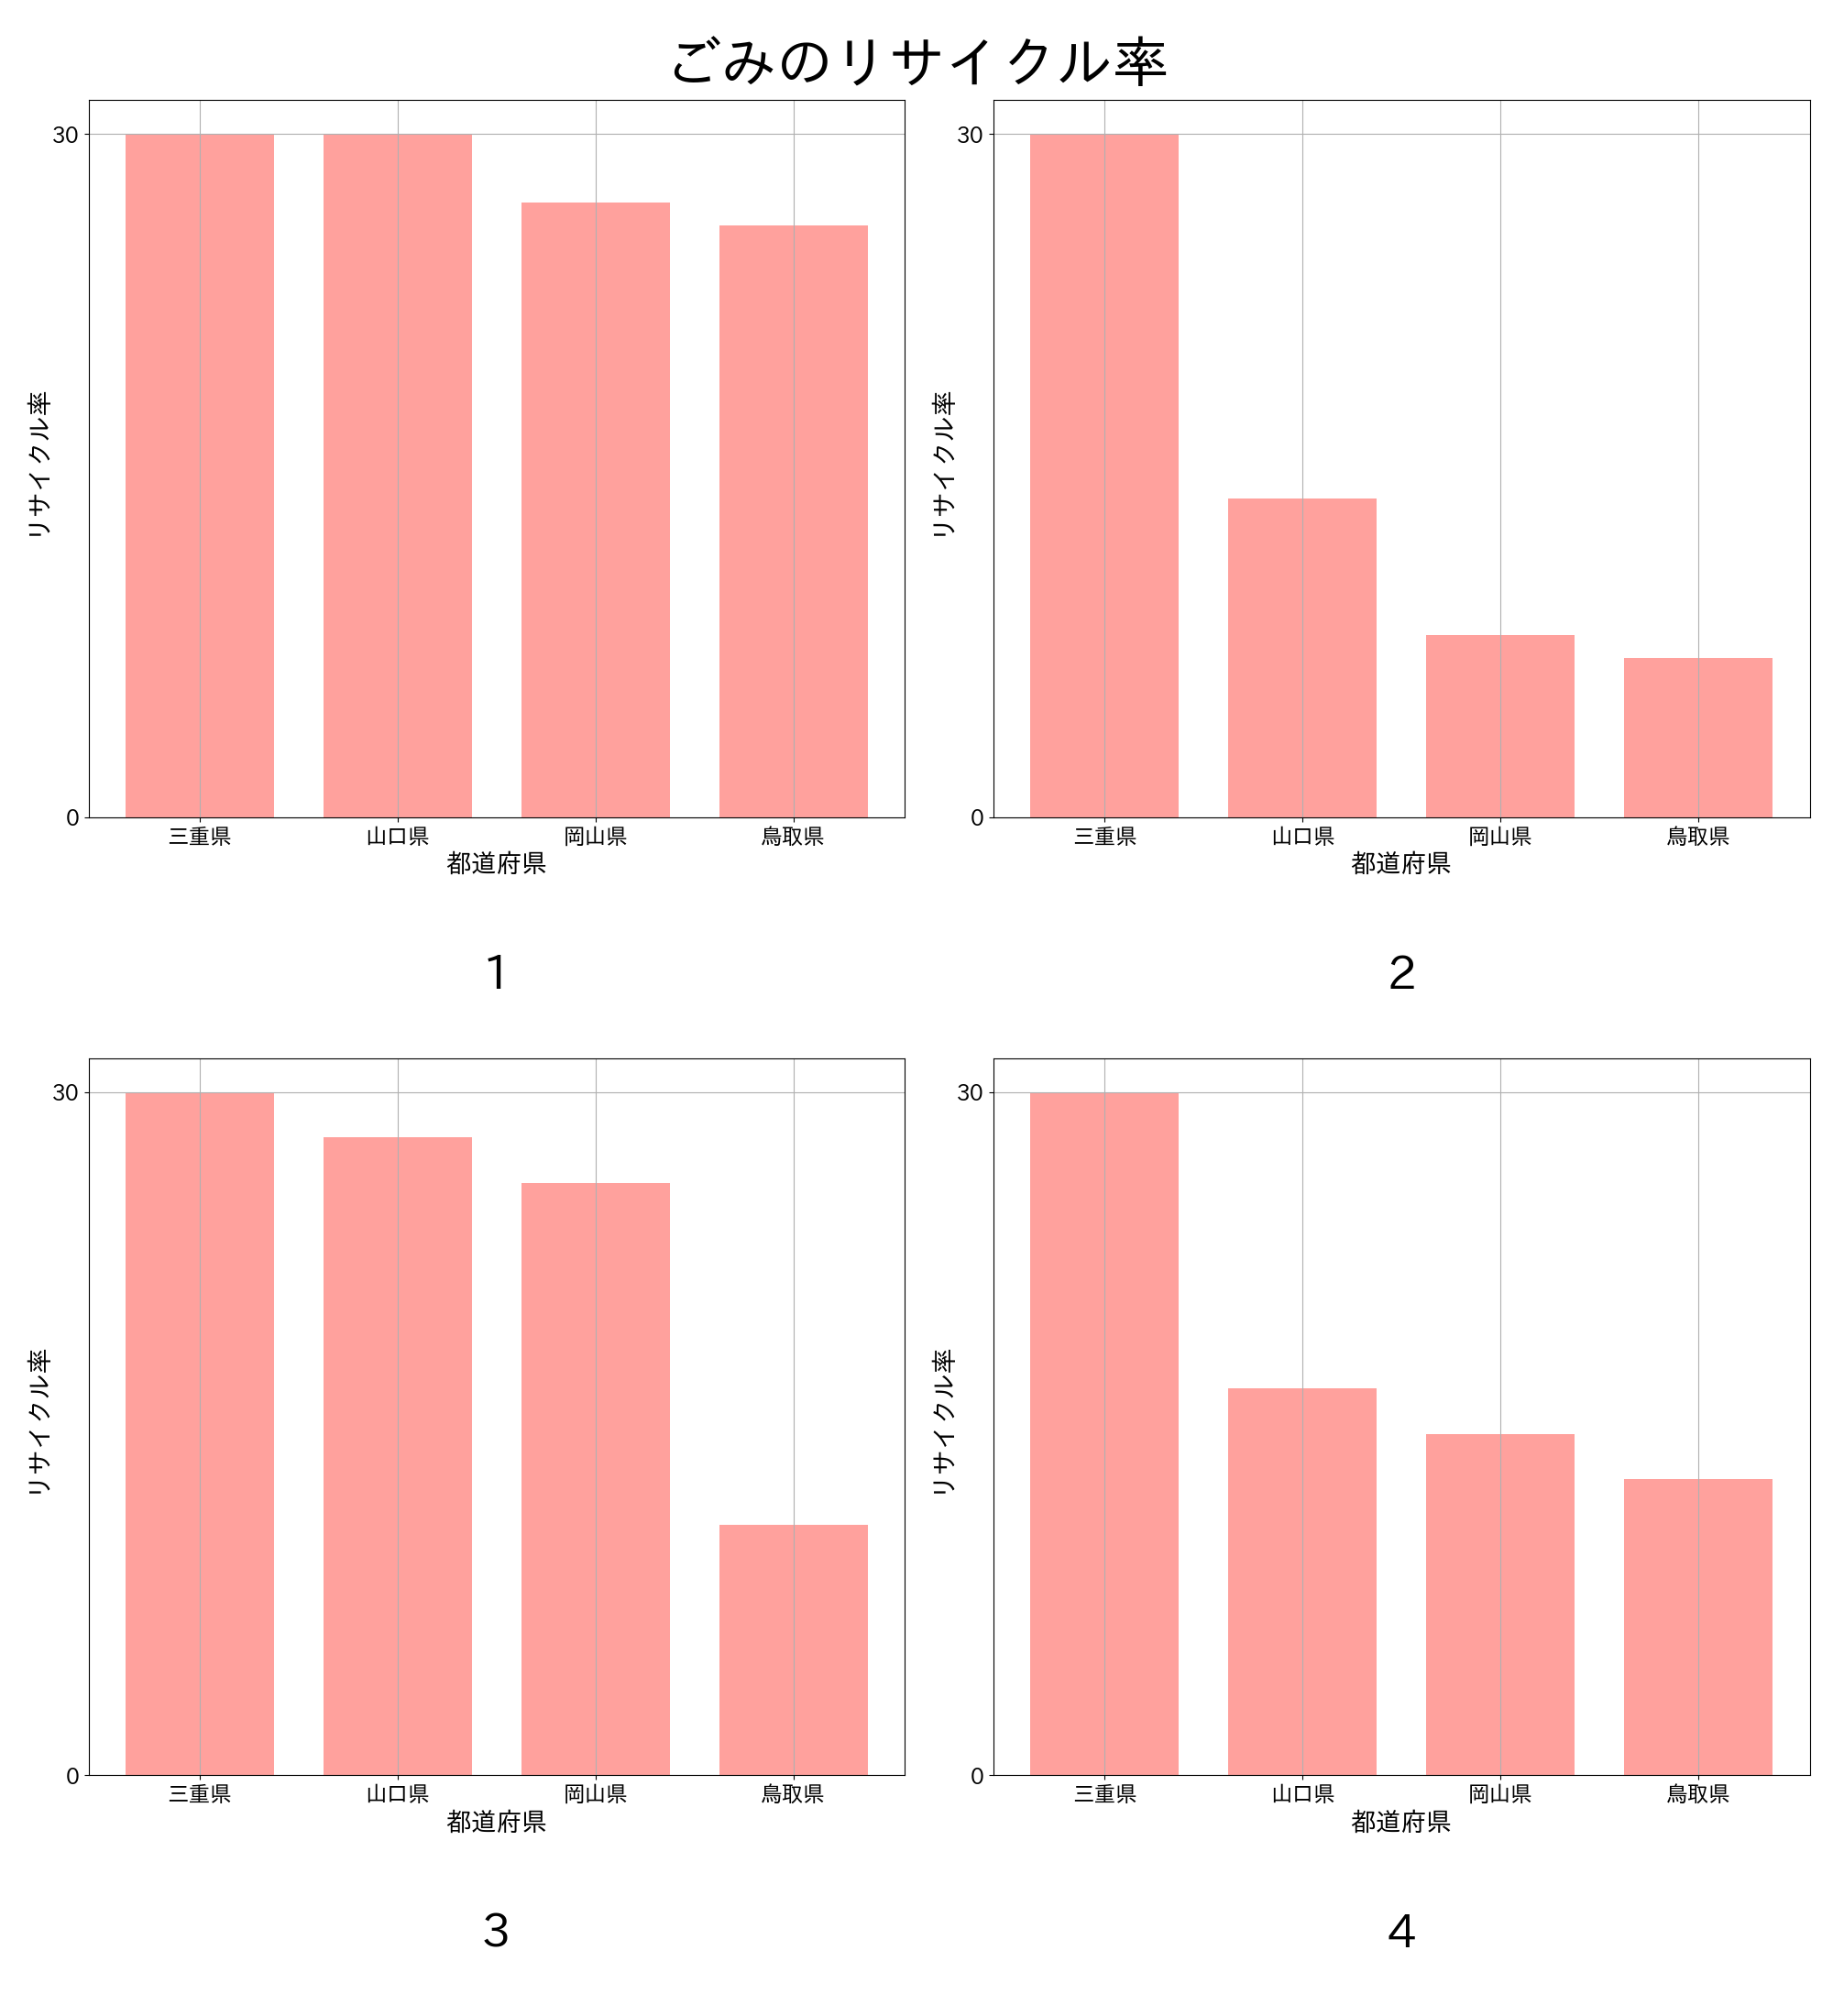 ごみのリサイクル率
30
0
リサイクル率
三重県 山口県 岡山県 鳥取県
都道府県
1
30
0
リサイクル率
三重県 山口県 岡山県 鳥取県
都道府県
2
30
0
リサイクル率
三重県 山口県 岡山県 鳥取県
都道府県
3
30
0
リサイクル率
三重県 山口県 岡山県 鳥取県
都道府県
4